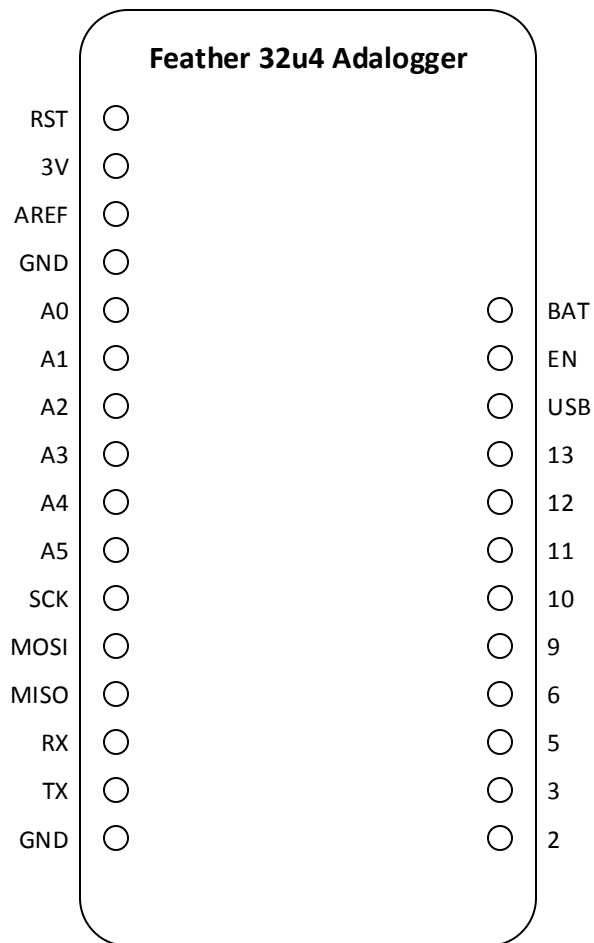 Feather 32u4 Adalogger
RST
3V
AREF
GND
A0
BAT
A1
EN
A2
USB
A3
13
A4
12
A5
11
SCK
10
MOSI
9
MISO
6
RX
5
TX
3
GND
2